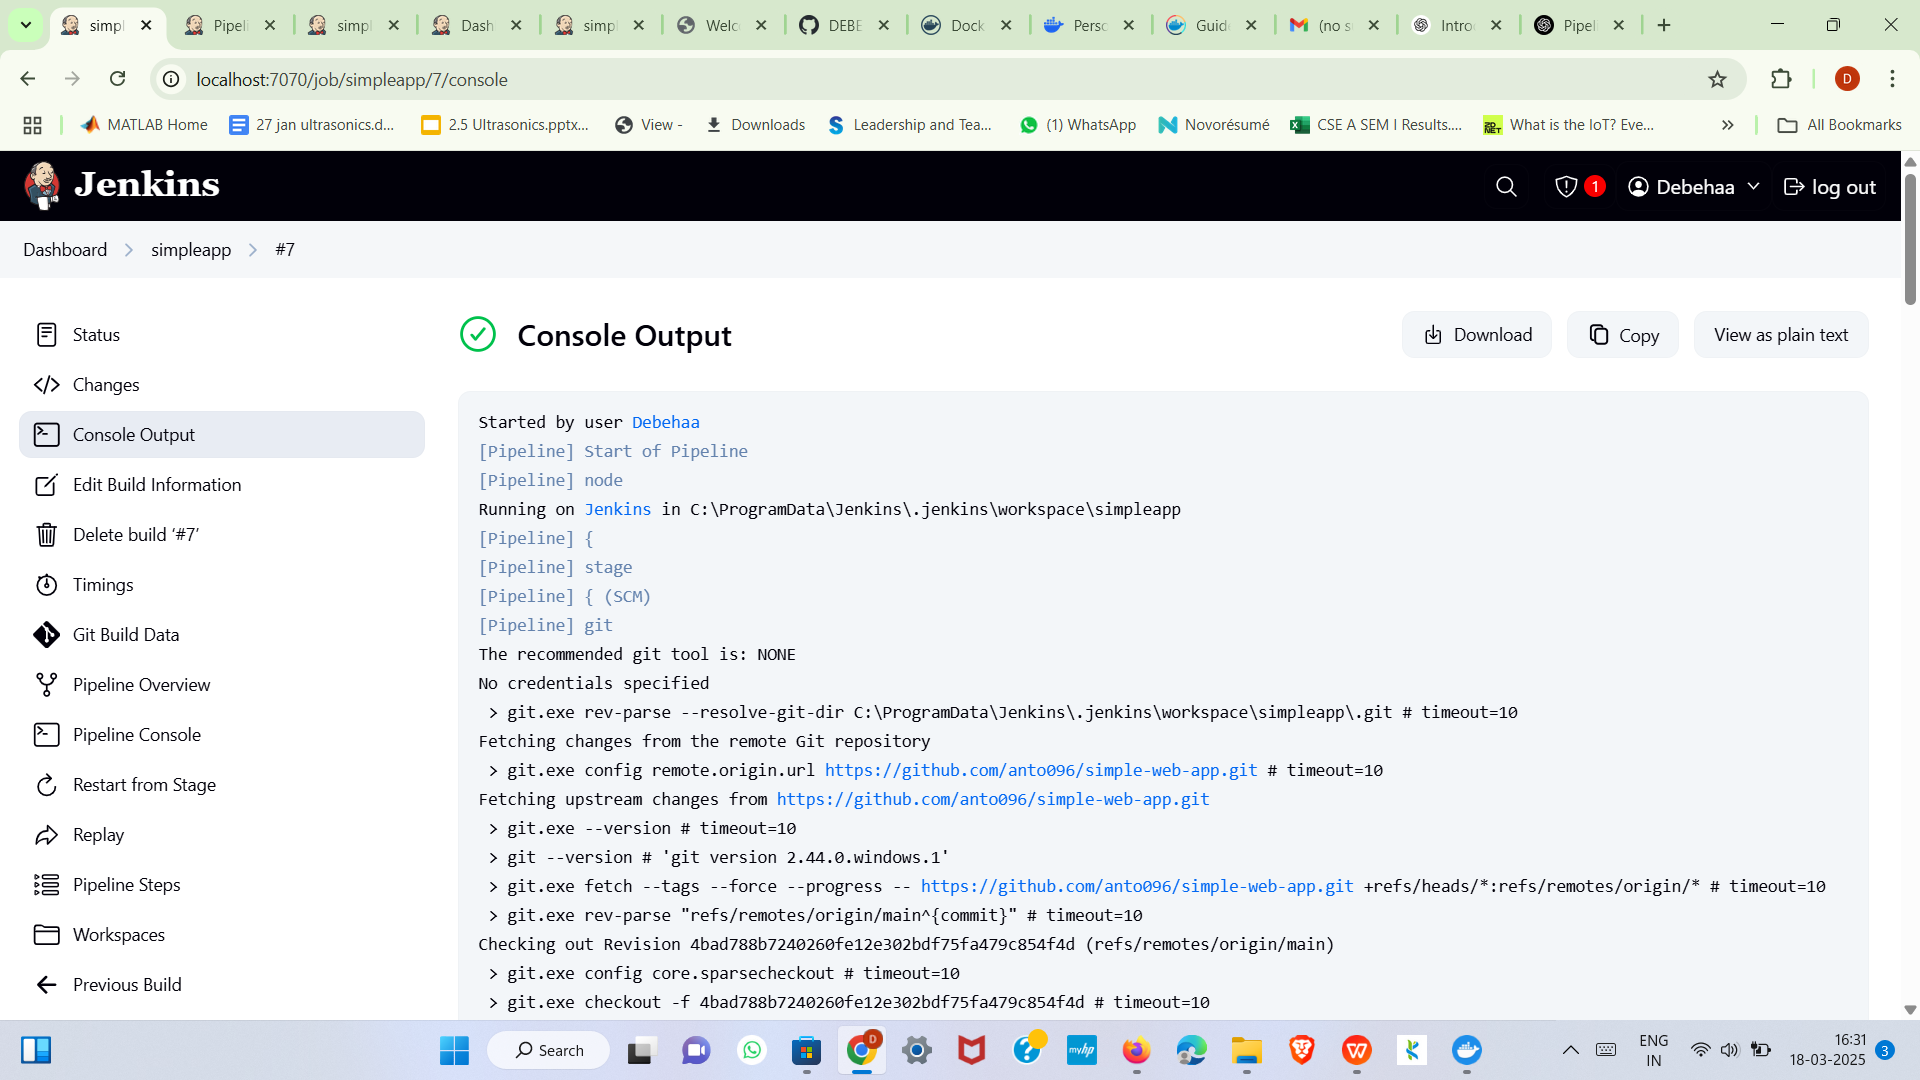 simpl
Pipeli
simpl
Dash
simpl
Welc
DEBE
Dock
Perso
Guide
(no s
Intro
Pipeli
localhost:7070/job/simpleapp/7/console
D
MATLAB Home
27 jan ultrasonics.d...
2.5 Ultrasonics.pptx...
View -
Downloads
Leadership and Tea...
(1) WhatsApp
Novorésumé
CSE A SEM I Results....
What is the IoT? Eve...
All Bookmarks
Jenkins
1
Debehaa
log out
Dashboard
simpleapp
#7
Status
Changes
Console Output
Edit Build Information
Delete build ‘#7’
Timings
Git Build Data
Pipeline Overview
Pipeline Console
Restart from Stage
Replay
Pipeline Steps
Workspaces
Previous Build
Console Output
Download
Copy
View as plain text
Started by user Debehaa
[Pipeline] Start of Pipeline
[Pipeline] node
Running on Jenkins in C:\ProgramData\Jenkins\.jenkins\workspace\simpleapp
[Pipeline] {
[Pipeline] stage
[Pipeline] { (SCM)
[Pipeline] git
The recommended git tool is: NONE
No credentials specified
> git.exe rev-parse --resolve-git-dir C:\ProgramData\Jenkins\.jenkins\workspace\simpleapp\.git # timeout=10
Fetching changes from the remote Git repository
> git.exe config remote.origin.url https://github.com/anto096/simple-web-app.git # timeout=10
Fetching upstream changes from https://github.com/anto096/simple-web-app.git
> git.exe --version # timeout=10
> git --version # 'git version 2.44.0.windows.1'
> git.exe fetch --tags --force --progress -- https://github.com/anto096/simple-web-app.git +refs/heads/*:refs/remotes/origin/* # timeout=10
> git.exe rev-parse "refs/remotes/origin/main^{commit}" # timeout=10
Checking out Revision 4bad788b7240260fe12e302bdf75fa479c854f4d (refs/remotes/origin/main)
> git.exe config core.sparsecheckout # timeout=10
> git.exe checkout -f 4bad788b7240260fe12e302bdf75fa479c854f4d # timeout=10
Search
D
myhp
ENG
IN
16:31
18-03-2025
3